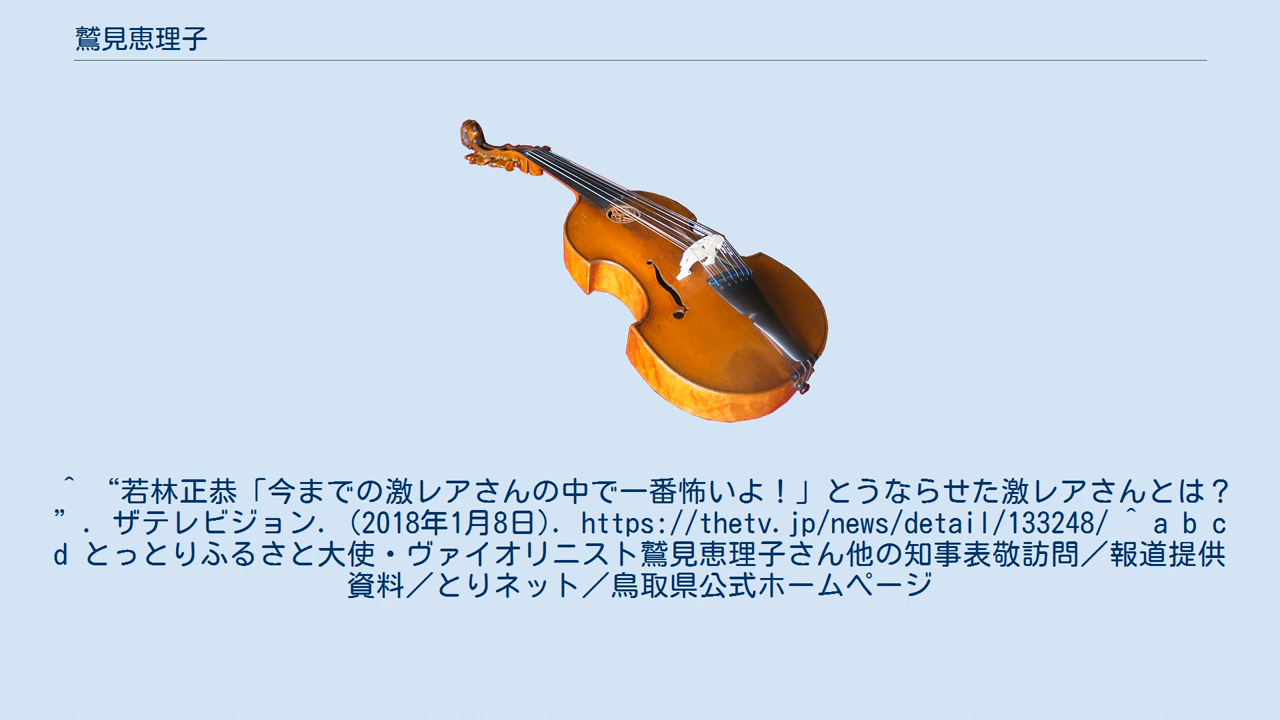 鷲見恵理子
^ “若林正恭「今までの激レアさんの中で一番怖いよ！」とうならせた激レアさんとは？
”. ザテレビジョン. (2018年1月8日). https://thetv.jp/news/detail/133248/ ^ a b c
d とっとりふるさと大使・ヴァイオリニスト鷲見恵理子さん他の知事表敬訪問／報道提供
資料／とりネット／鳥取県公式ホームページ